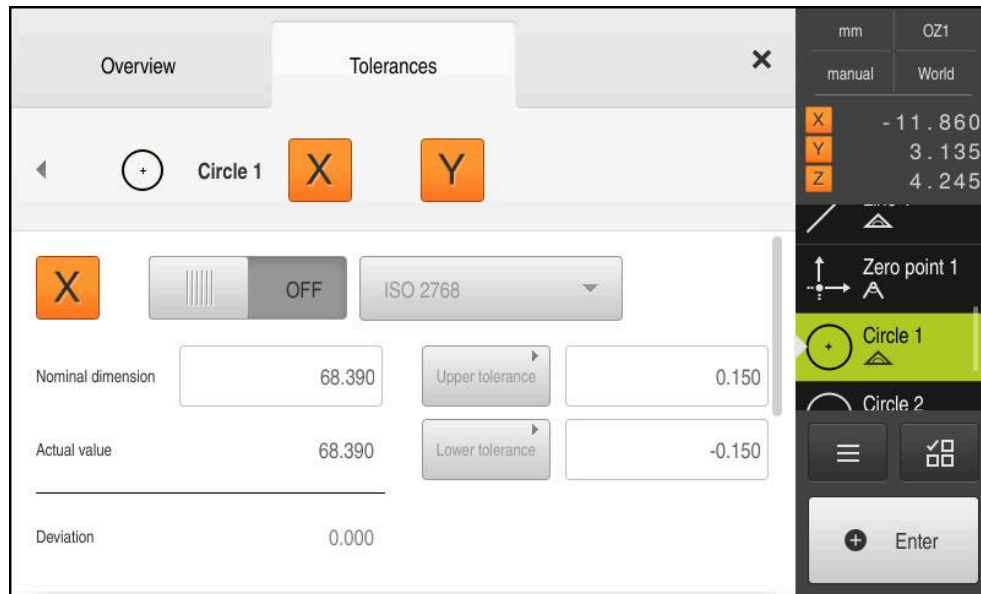 Overview
Tolerances
×
Circle 1
X
Y
X
OFF
ISO 2768
Nominal dimension
68.390
Upper tolerance
0.150
Actual value
68.390
Lower tolerance
-0.150
Deviation
0.000
mm
OZ1
manual
World
X -11.860
Y 3.135
Z 4.245
Zero point 1
Circle 1
Circle 2
Enter